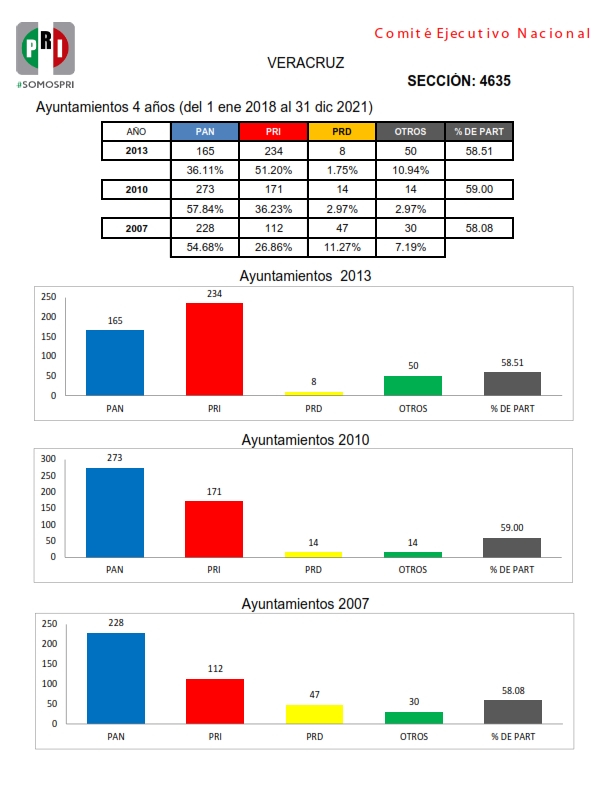 Comité Ejecutivo Nacional
PRI
#SOMOSPRI
VERACRUZ
SECCIÓN: 4635
Ayuntamientos 4 años (del 1 ene 2018 al 31 dic 2021)
AÑO PAN PRI PRD OTROS % DE PART
2013 165 234 8 50 58.51
36.11% 51.20% 1.75% 10.94%
2010 273 171 14 14 59.00
57.84% 36.23% 2.97% 2.97%
2007 228 112 47 30 58.08
54.68% 26.86% 11.27% 7.19%
Ayuntamientos 2013
250
200
150
100
50
0
165
234
8
50
58.51
PAN PRI PRD OTROS % DE PART
Ayuntamientos 2010
300
250
200
150
100
50
0
273
171
14
14
59.00
PAN PRI PRD OTROS % DE PART
Ayuntamientos 2007
250
200
150
100
50
0
228
112
47
30
58.08
PAN PRI PRD OTROS % DE PART